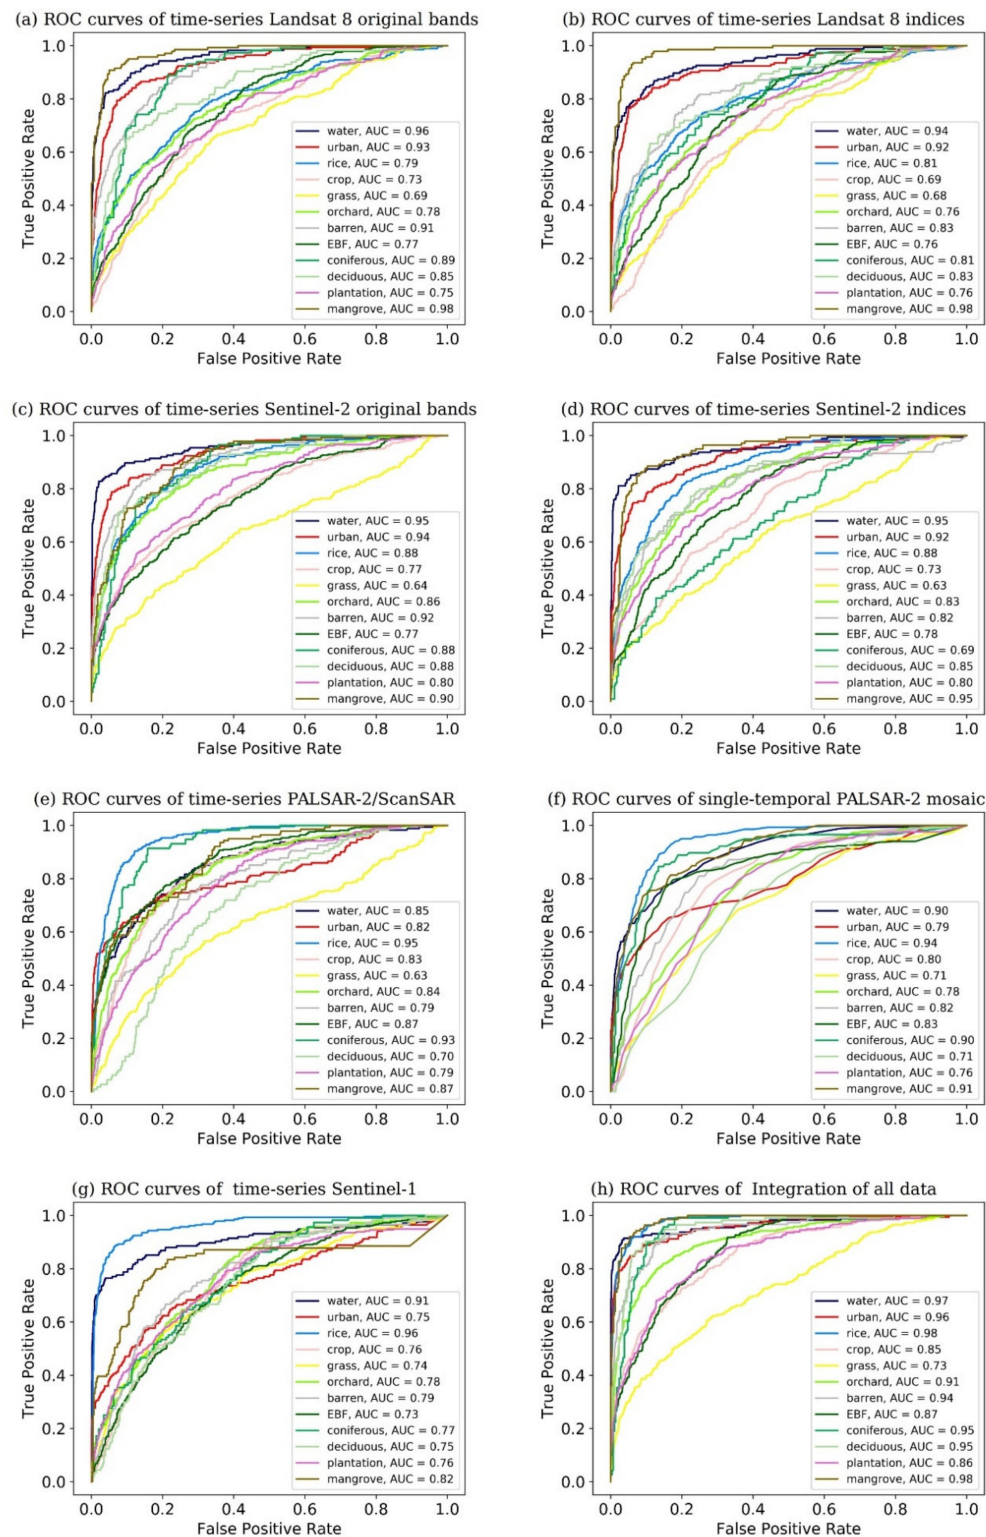 (a) ROC curves of time-series Landsat 8 original bands
True Positive Rate
1.0
0.8
0.6
0.4
0.2
0.0
water, AUC = 0.96
urban, AUC = 0.93
rice, AUC = 0.79
crop, AUC = 0.73
grass, AUC = 0.69
orchard, AUC = 0.78
barren, AUC = 0.91
EBF, AUC = 0.77
coniferous, AUC = 0.89
deciduous, AUC = 0.85
plantation, AUC = 0.75
mangrove, AUC = 0.98
0.0 0.2 0.4 0.6 0.8 1.0
False Positive Rate
(b) ROC curves of time-series Landsat 8 indices
True Positive Rate
1.0
0.8
0.6
0.4
0.2
0.0
water, AUC = 0.94
urban, AUC = 0.92
rice, AUC = 0.81
crop, AUC = 0.69
grass, AUC = 0.68
orchard, AUC = 0.76
barren, AUC = 0.83
EBF, AUC = 0.76
coniferous, AUC = 0.81
deciduous, AUC = 0.83
plantation, AUC = 0.76
mangrove, AUC = 0.98
0.0 0.2 0.4 0.6 0.8 1.0
False Positive Rate
(c) ROC curves of time-series Sentinel-2 original bands
True Positive Rate
1.0
0.8
0.6
0.4
0.2
0.0
water, AUC = 0.95
urban, AUC = 0.94
rice, AUC = 0.88
crop, AUC = 0.77
grass, AUC = 0.64
orchard, AUC = 0.86
barren, AUC = 0.92
EBF, AUC = 0.77
coniferous, AUC = 0.88
deciduous, AUC = 0.88
plantation, AUC = 0.80
mangrove, AUC = 0.90
0.0 0.2 0.4 0.6 0.8 1.0
False Positive Rate
(d) ROC curves of time-series Sentinel-2 indices
True Positive Rate
1.0
0.8
0.6
0.4
0.2
0.0
water, AUC = 0.95
urban, AUC = 0.92
rice, AUC = 0.88
crop, AUC = 0.73
grass, AUC = 0.63
orchard, AUC = 0.83
barren, AUC = 0.82
EBF, AUC = 0.78
coniferous, AUC = 0.69
deciduous, AUC = 0.85
plantation, AUC = 0.80
mangrove, AUC = 0.95
0.0 0.2 0.4 0.6 0.8 1.0
False Positive Rate
(e) ROC curves of time-series PALSAR-2/ScanSAR
True Positive Rate
1.0
0.8
0.6
0.4
0.2
0.0
water, AUC = 0.85
urban, AUC = 0.82
rice, AUC = 0.95
crop, AUC = 0.83
grass, AUC = 0.63
orchard, AUC = 0.84
barren, AUC = 0.79
EBF, AUC = 0.87
coniferous, AUC = 0.93
deciduous, AUC = 0.70
plantation, AUC = 0.79
mangrove, AUC = 0.87
0.0 0.2 0.4 0.6 0.8 1.0
False Positive Rate
(f) ROC curves of single-temporal PALSAR-2 mosaic
True Positive Rate
1.0
0.8
0.6
0.4
0.2
0.0
water, AUC = 0.90
urban, AUC = 0.79
rice, AUC = 0.94
crop, AUC = 0.80
grass, AUC = 0.71
orchard, AUC = 0.78
barren, AUC = 0.82
EBF, AUC = 0.83
coniferous, AUC = 0.90
deciduous, AUC = 0.71
plantation, AUC = 0.76
mangrove, AUC = 0.91
0.0 0.2 0.4 0.6 0.8 1.0
False Positive Rate
(g) ROC curves of time-series Sentinel-1
True Positive Rate
1.0
0.8
0.6
0.4
0.2
0.0
water, AUC = 0.91
urban, AUC = 0.75
rice, AUC = 0.96
crop, AUC = 0.76
grass, AUC = 0.74
orchard, AUC = 0.78
barren, AUC = 0.79
EBF, AUC = 0.73
coniferous, AUC = 0.77
deciduous, AUC = 0.75
plantation, AUC = 0.76
mangrove, AUC = 0.82
0.0 0.2 0.4 0.6 0.8 1.0
False Positive Rate
(h) ROC curves of Integration of all data
True Positive Rate
1.0
0.8
0.6
0.4
0.2
0.0
water, AUC = 0.97
urban, AUC = 0.96
rice, AUC = 0.98
crop, AUC = 0.85
grass, AUC = 0.73
orchard, AUC = 0.91
barren, AUC = 0.94
EBF, AUC = 0.87
coniferous, AUC = 0.95
deciduous, AUC = 0.95
plantation, AUC = 0.86
mangrove, AUC = 0.98
0.0 0.2 0.4 0.6 0.8 1.0
False Positive Rate